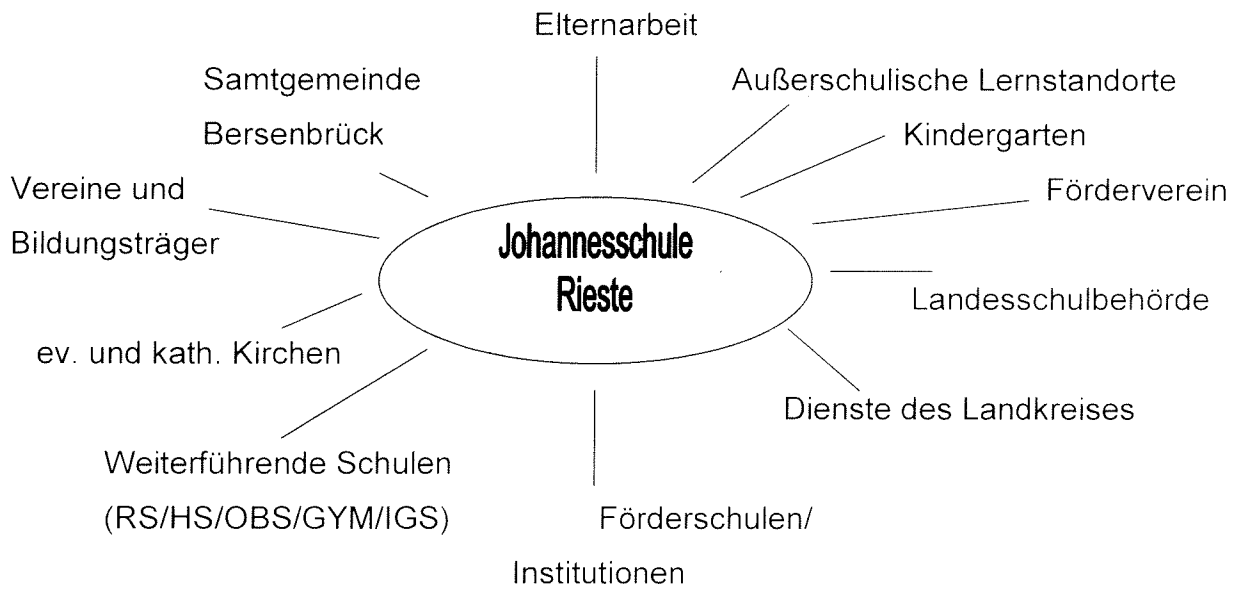 Elternarbeit
Samtgemeinde
Bersenbrück
Außerschulische Lernstandorte
Kindergarten
Vereine und
Bildungsträger
Förderverein
Johannesschule
Rieste
Landesschulbehörde
ev. und kath. Kirchen
Dienste des Landkreises
Weiterführende Schulen
(RS/HS/OBS/GYM/IGS)
Förderschulen/
Institutionen